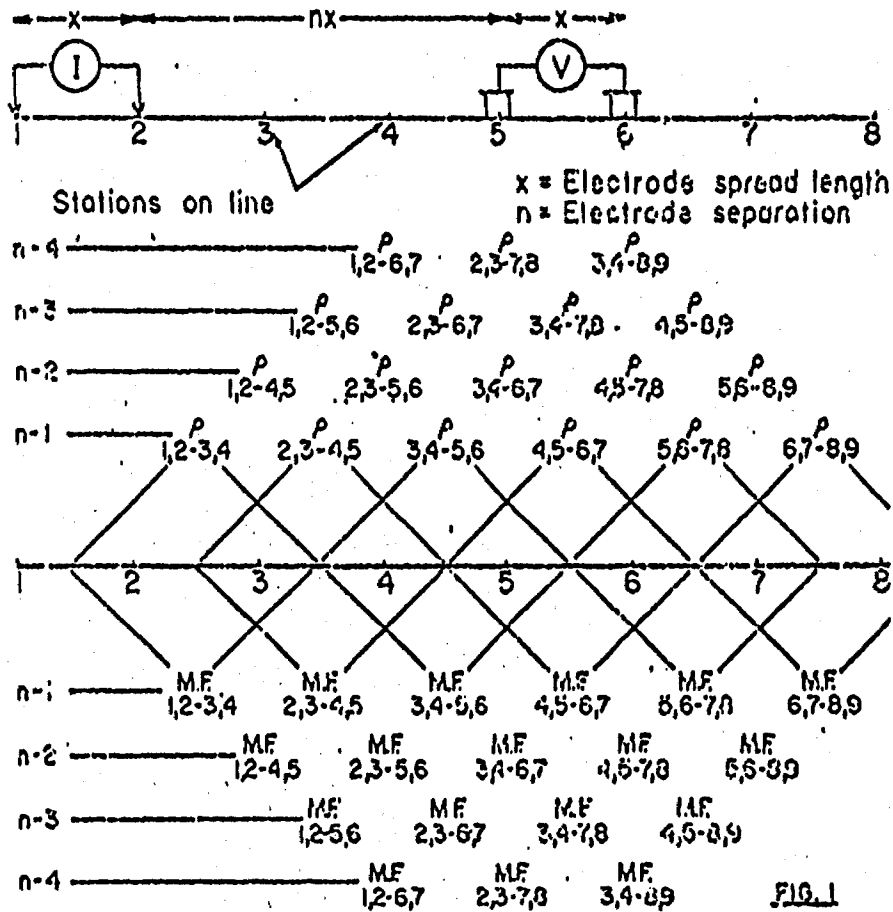 x nx x
I V
1 2 3 4 5 6 7 8
Stations on line
x = Electrode spread length
n = Electrode separation
n-4 ρ ρ ρ
1,2-6,7 2,3-7,8 3,4-8,9
n-3 ρ ρ ρ ρ
1,2-5,6 2,3-6,7 3,4-7,8 4,5-8,9
n-2 ρ ρ ρ ρ ρ
1,2-4,5 2,3-5,6 3,4-6,7 4,5-7,8 5,6-8,9
n-1 ρ ρ ρ ρ ρ ρ
1,2-3,4 2,3-4,5 3,4-5,6 4,5-6,7 5,6-7,8 6,7-8,9
1 2 3 4 5 6 7 8
n-1 M.F. M.F. M.F. M.F. M.F. M.F.
1,2-3,4 2,3-4,5 3,4-5,6 4,5-6,7 5,6-7,8 6,7-8,9
n-2 M.F. M.F. M.F. M.F. M.F.
1,2-4,5 2,3-5,6 3,4-6,7 4,5-7,8 5,6-8,9
n-3 M.F. M.F. M.F. M.F.
1,2-5,6 2,3-6,7 3,4-7,8 4,5-8,9
n-4 M.F. M.F. M.F.
1,2-6,7 2,3-7,8 3,4-8,9
FIG. 1